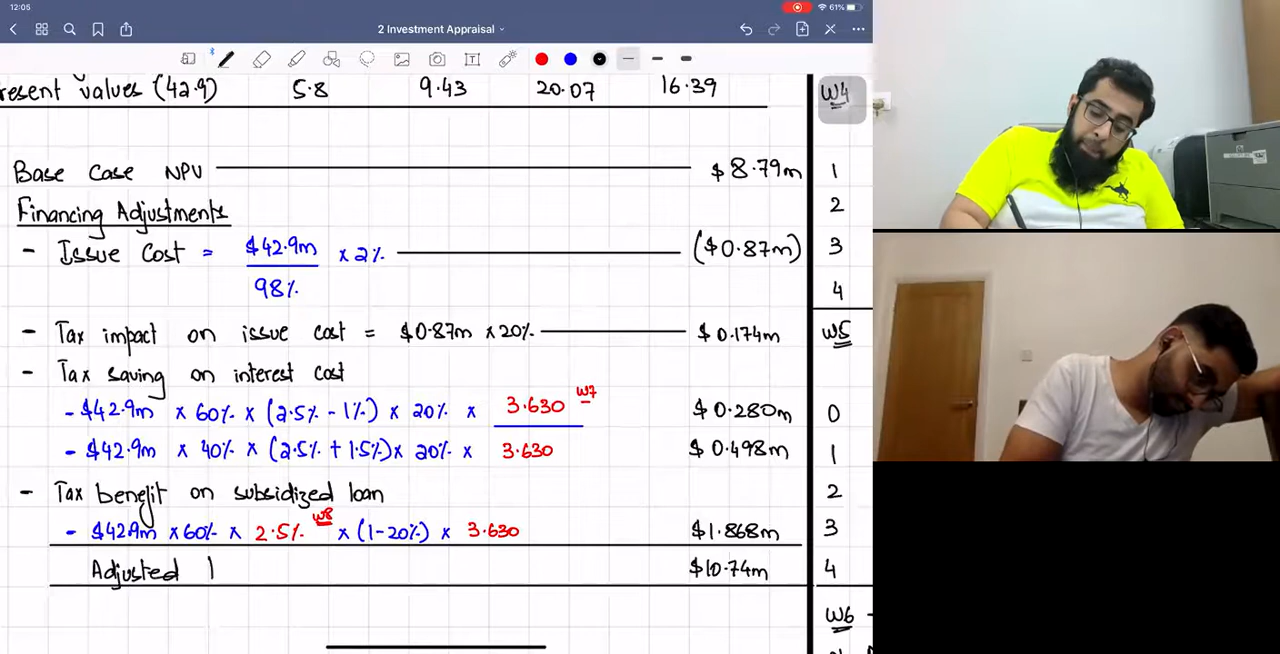 12:05
61%
2 Investment Appraisal
resent values (42.9) 5.8 9.43 20.07 16.39
W4
Base Case NPV $8.79m 1
Financing Adjustments 2
- Issue Cost = $42.9m / 98% × 2% ($0.87m) 3
4
- Tax impact on issue cost = $0.87m × 20% $0.174m W5
- Tax saving on interest cost
- $42.9m × 60% × (2.5% - 1%) × 20% × 3.630 W7 $0.280m 0
- $42.9m × 40% × (2.5% + 1.5%) × 20% × 3.630 $0.498m 1
- Tax benefit on subsidized loan 2
- $42.9m × 60% × 2.5% W8 × (1-20%) × 3.630 $1.868m 3
Adjusted $10.74m 4
W6